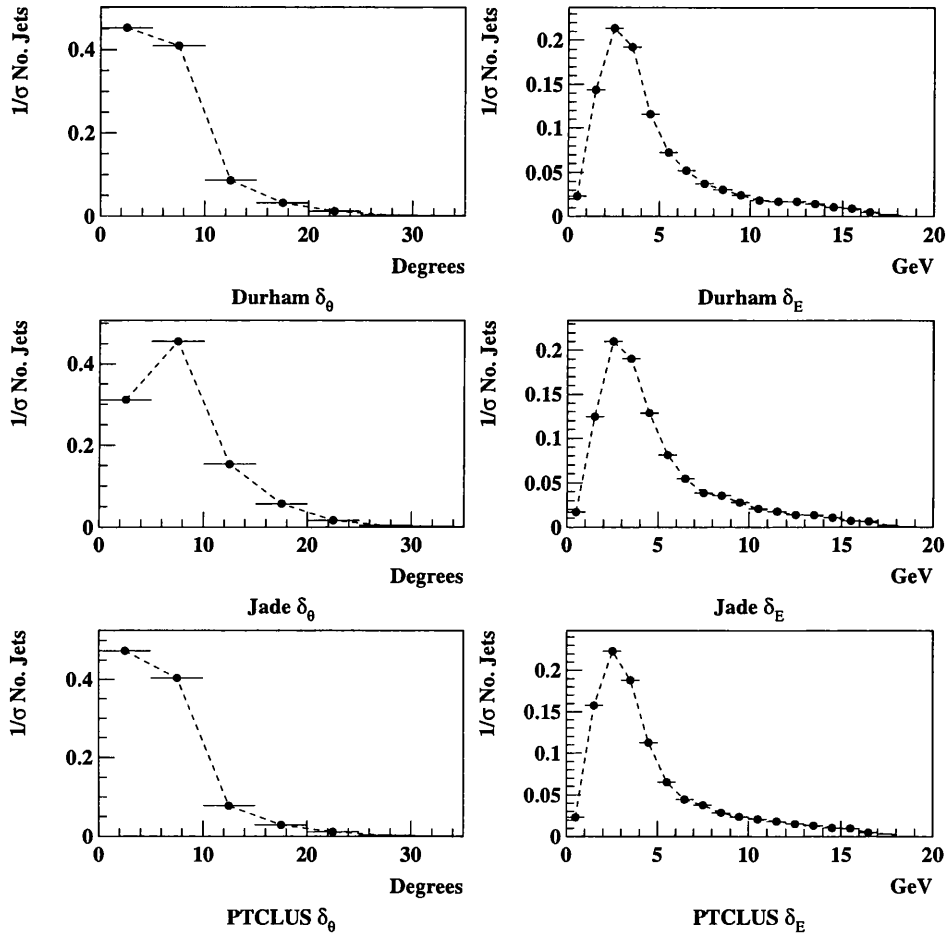 1/σ No. Jets
0.4
0.2
0
0 10 20 30
Degrees
Durham δθ
1/σ No. Jets
0.2
0.15
0.1
0.05
0
0 5 10 15 20
GeV
Durham δE
1/σ No. Jets
0.4
0.2
0
0 10 20 30
Degrees
Jade δθ
1/σ No. Jets
0.2
0.15
0.1
0.05
0
0 5 10 15 20
GeV
Jade δE
1/σ No. Jets
0.4
0.2
0
0 10 20 30
Degrees
PTCLUS δθ
1/σ No. Jets
0.2
0.15
0.1
0.05
0
0 5 10 15 20
GeV
PTCLUS δE